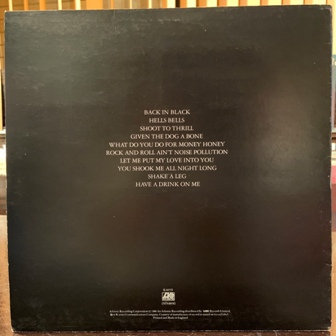 BACK IN BLACK
HELLS BELLS
SHOOT TO THRILL
GIVEN THE DOG A BONE
WHAT DO YOU DO FOR MONEY HONEY
ROCK AND ROLL AIN'T NOISE POLLUTION
LET ME PUT MY LOVE INTO YOU
YOU SHOOK ME ALL NIGHT LONG
SHAKE A LEG
HAVE A DRINK ON ME